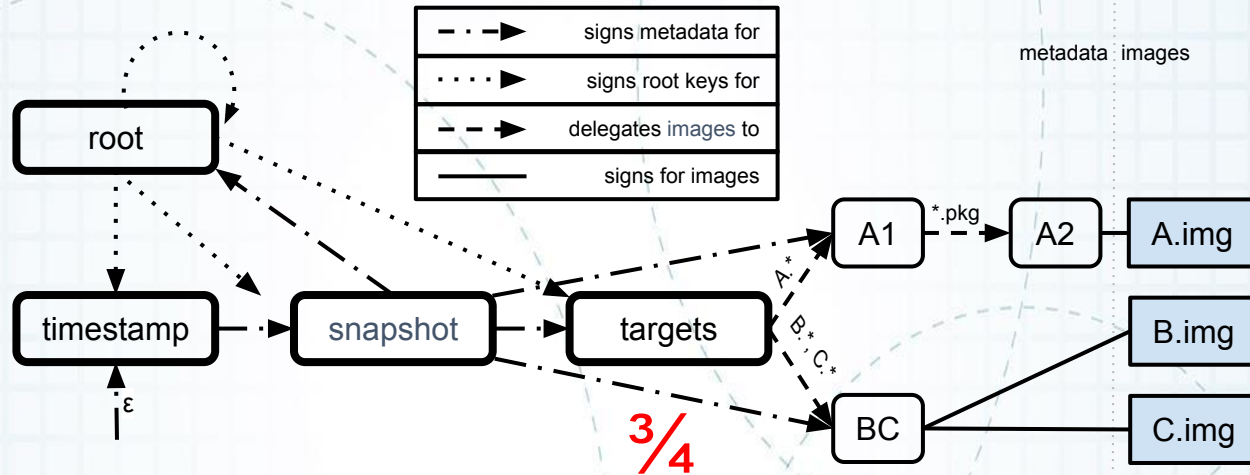 signs metadata for
signs root keys for
delegates images to
signs for images
metadata images
root
A1
*.pkg
A2
A.img
A.*
timestamp
snapshot
targets
B.*, C.*
B.img
ε
¾
BC
C.img